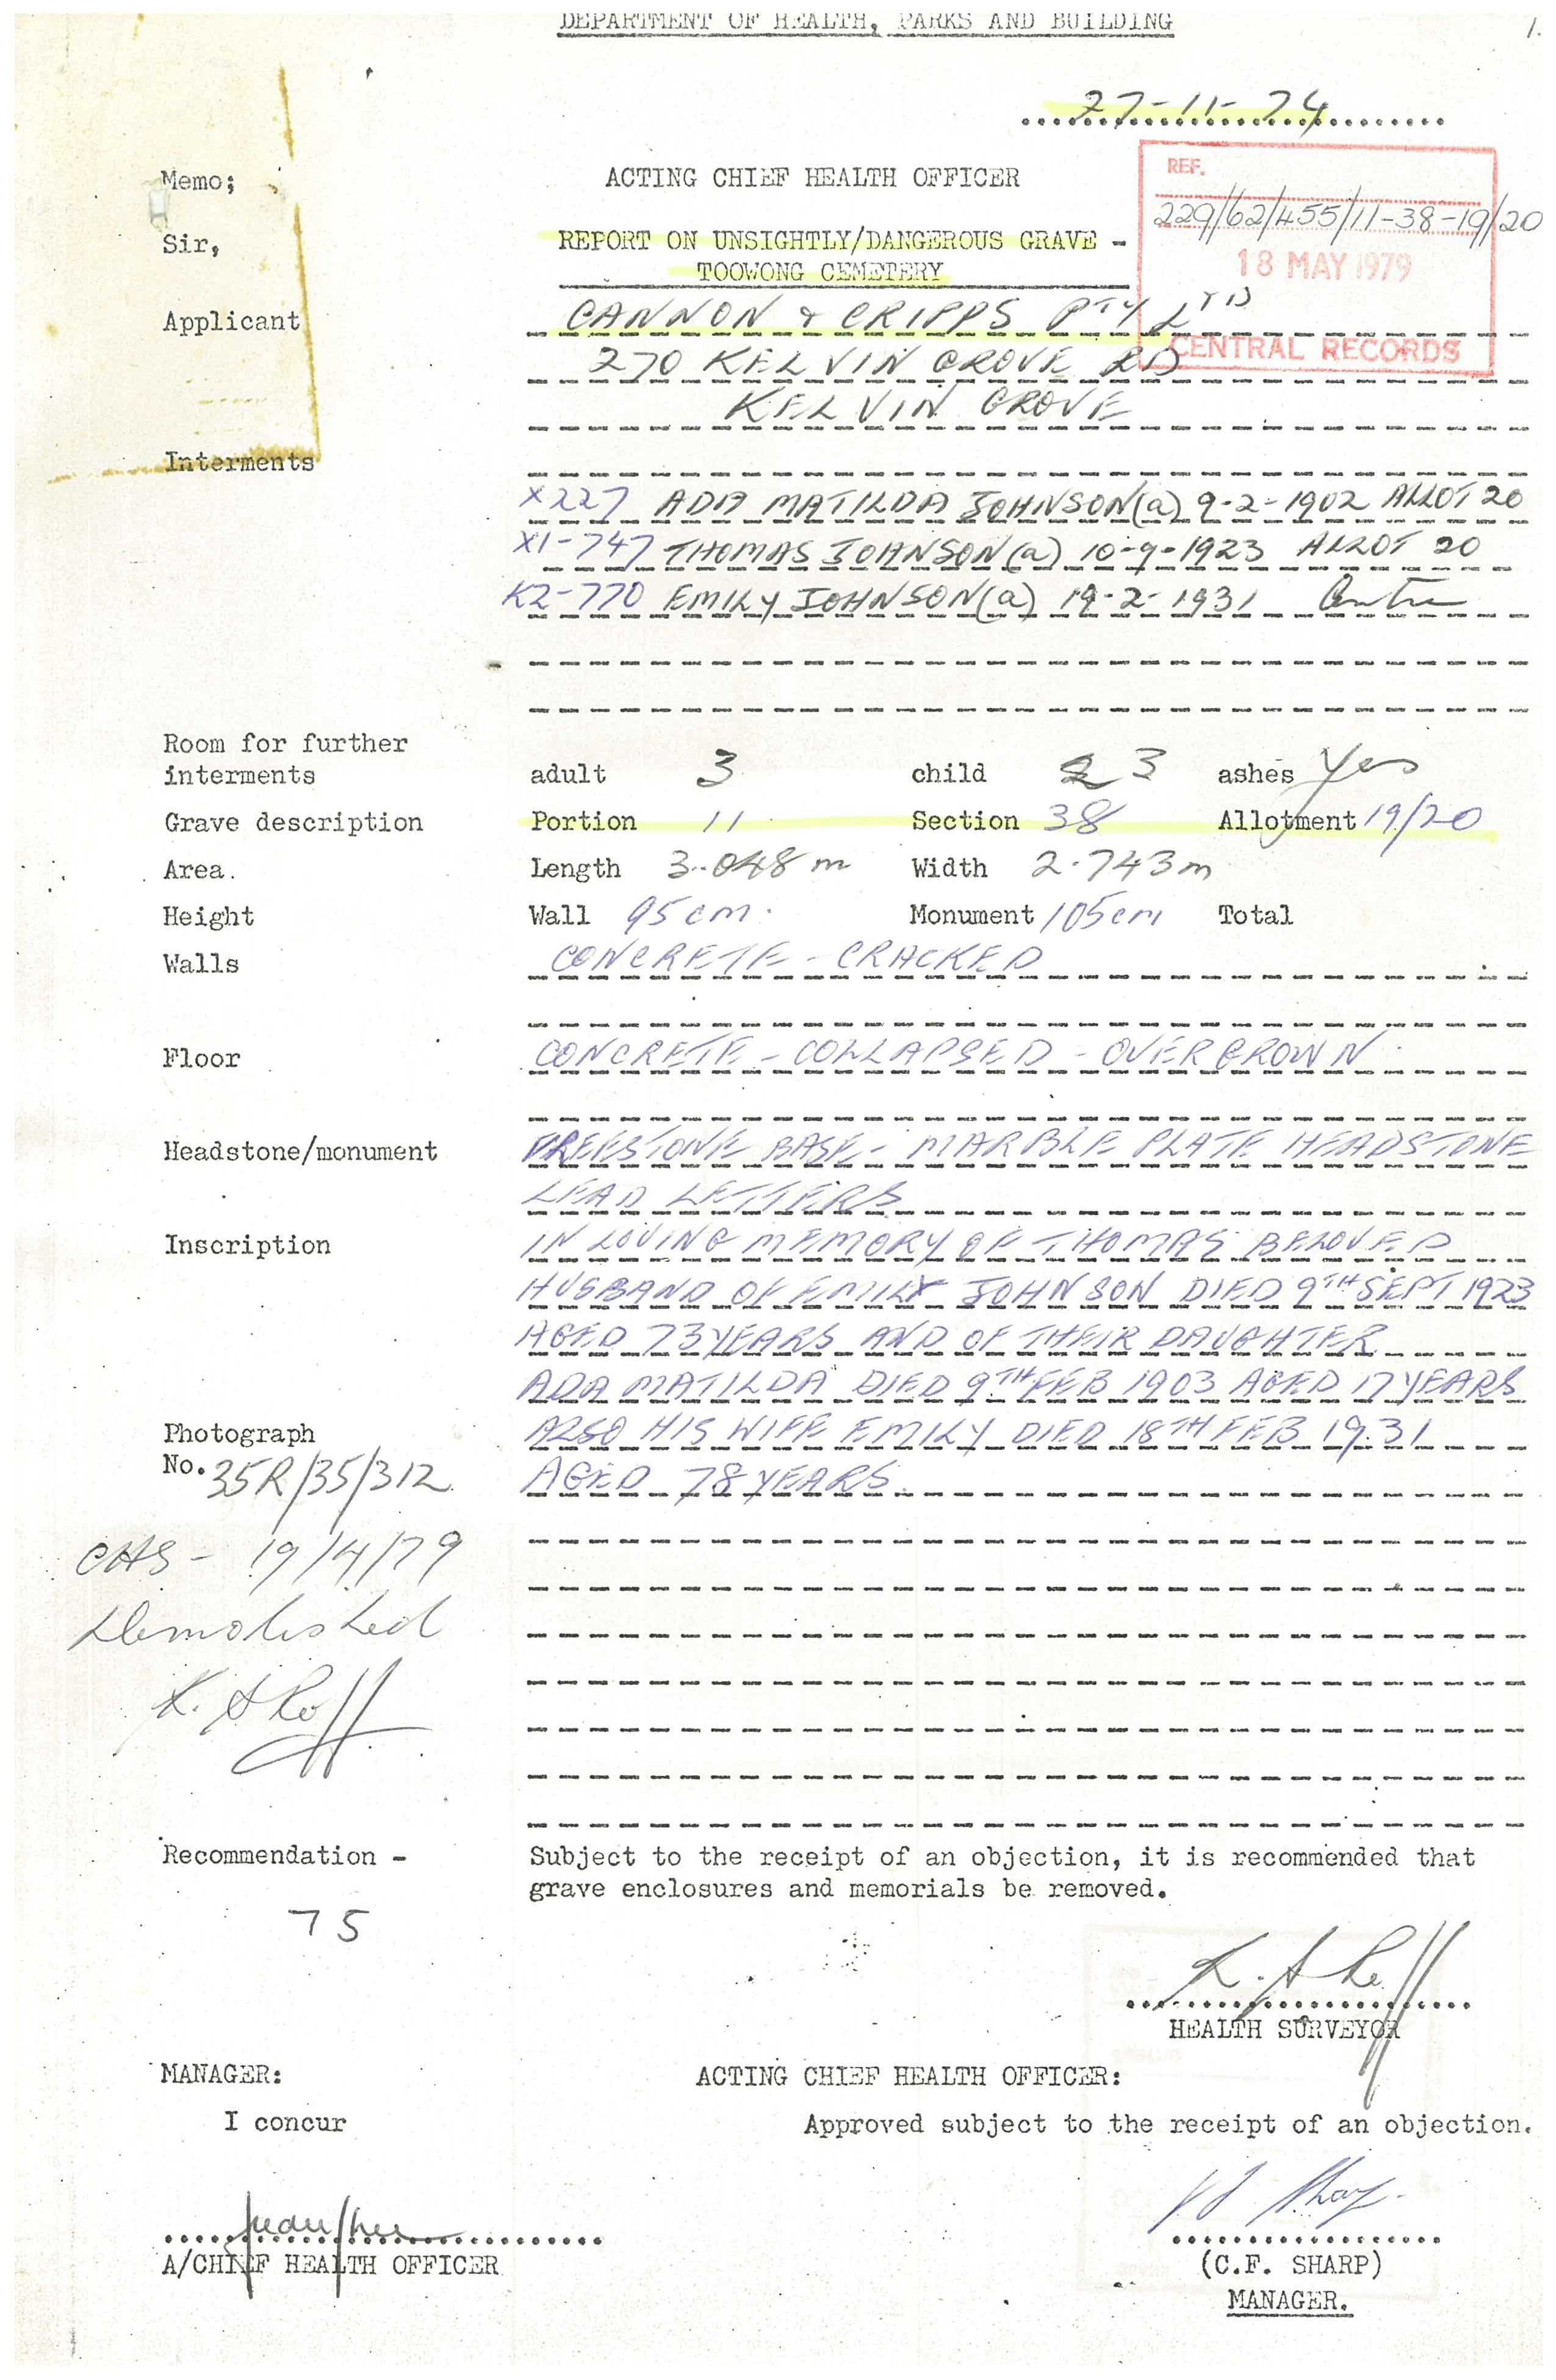 DEPARTMENT OF HEALTH, PARKS AND BUILDING
1.
27-11-74
Memo;
ACTING CHIEF HEALTH OFFICER
REF.
229/62/455/11-38-19/20
18 MAY 1979
CENTRAL RECORDS
Sir,
REPORT ON UNSIGHTLY/DANGEROUS GRAVE -
TOOWONG CEMETERY
Applicant CANNON & CRIPPS PTY LTD
270 KELVIN GROVE RD
KELVIN GROVE
Interments
X227 ADA MATILDA JOHNSON (a) 9-2-1902 ALLOT 20
X1-747 THOMAS JOHNSON (a) 10-9-1923 ALLOT 20
K2-770 EMILY JOHNSON (a) 19-2-1931 Centre
Room for further
interments adult 3 child 3 ashes Yes
Grave description Portion 11 Section 38 Allotment 19/20
Area. Length 3.048 m Width 2.743m
Height Wall 95cm. Monument 105cm Total
Walls CONCRETE - CRACKED
Floor CONCRETE - COLLAPSED - OVERGROWN.
Headstone/monument FREESTONE BASE - MARBLE PLATE HEADSTONE
LEAD LETTERS
Inscription IN LOVING MEMORY OF THOMAS BELOVED
HUSBAND OF EMILY JOHNSON DIED 9TH SEPT 1923
AGED 73 YEARS AND OF THEIR DAUGHTER
ADA MATILDA DIED 9TH FEB 1903 AGED 17 YEARS
Photograph ALSO HIS WIFE EMILY DIED 18TH FEB 1931
No. 35R/35/312 AGED 78 YEARS
CAS - 19/4/79
Demolished
Recommendation - Subject to the receipt of an objection, it is recommended that
grave enclosures and memorials be removed.
75
HEALTH SURVEYOR
MANAGER: ACTING CHIEF HEALTH OFFICER:
I concur Approved subject to the receipt of an objection.
A/CHIEF HEALTH OFFICER (C.F. SHARP)
MANAGER.